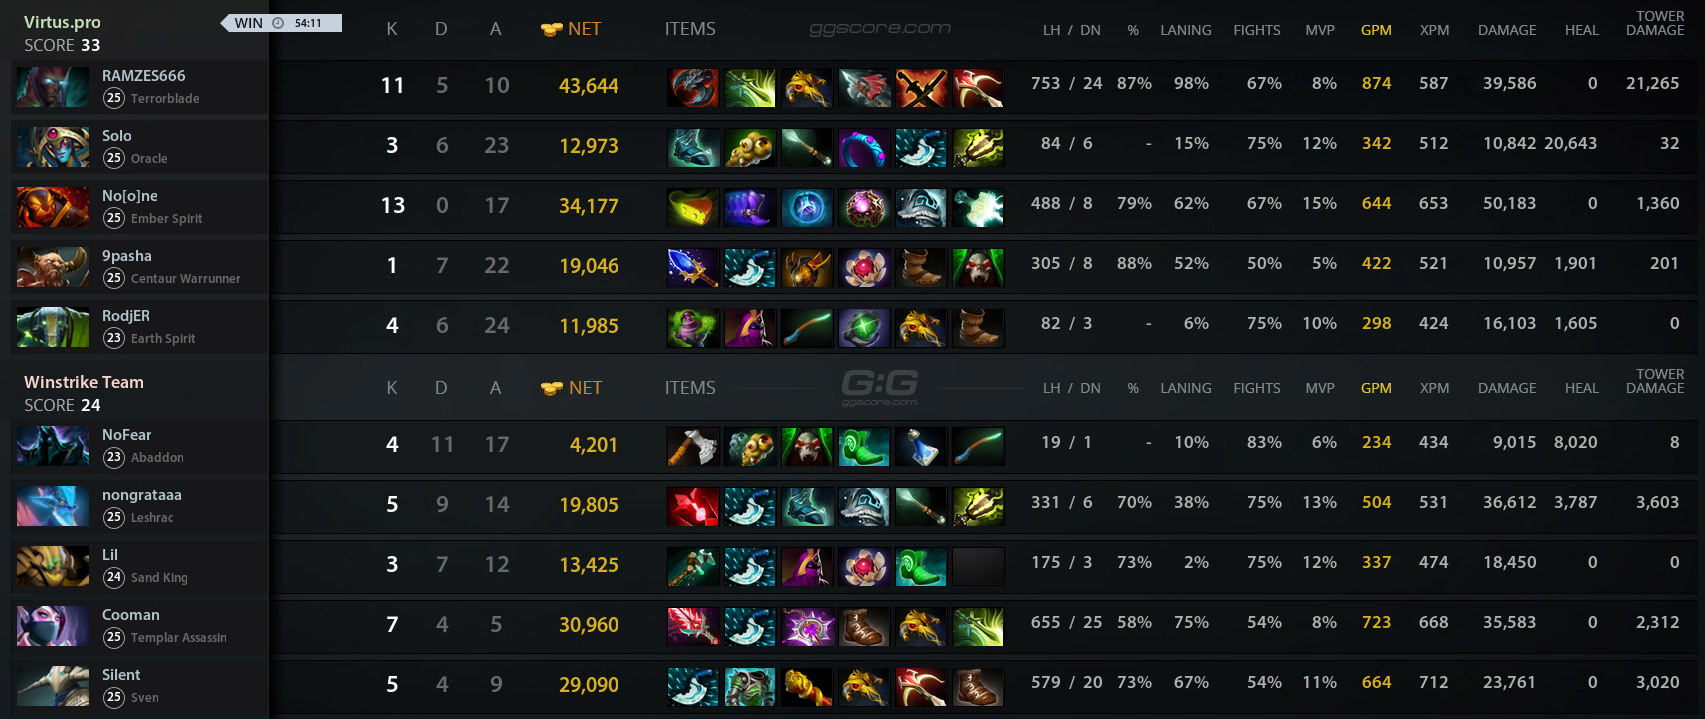 Virtus.pro WIN 54:11
SCORE 33
K D A NET ITEMS ggscore.com LH / DN % LANING FIGHTS MVP GPM XPM DAMAGE HEAL TOWER DAMAGE
RAMZES666
25 Terrorblade
11 5 10 43,644 753 / 24 87% 98% 67% 8% 874 587 39,586 0 21,265
Solo
25 Oracle
3 6 23 12,973 84 / 6 - 15% 75% 12% 342 512 10,842 20,643 32
No[o]ne
25 Ember Spirit
13 0 17 34,177 488 / 8 79% 62% 67% 15% 644 653 50,183 0 1,360
9pasha
25 Centaur Warrunner
1 7 22 19,046 305 / 8 88% 52% 50% 5% 422 521 10,957 1,901 201
RodjER
23 Earth Spirit
4 6 24 11,985 82 / 3 - 6% 75% 10% 298 424 16,103 1,605 0
Winstrike Team
SCORE 24
K D A NET ITEMS G:G ggscore.com LH / DN % LANING FIGHTS MVP GPM XPM DAMAGE HEAL TOWER DAMAGE
NoFear
23 Abaddon
4 11 17 4,201 19 / 1 - 10% 83% 6% 234 434 9,015 8,020 8
nongrataaa
25 Leshrac
5 9 14 19,805 331 / 6 70% 38% 75% 13% 504 531 36,612 3,787 3,603
Lil
24 Sand King
3 7 12 13,425 175 / 3 73% 2% 75% 12% 337 474 18,450 0 0
Cooman
25 Templar Assassin
7 4 5 30,960 655 / 25 58% 75% 54% 8% 723 668 35,583 0 2,312
Silent
25 Sven
5 4 9 29,090 579 / 20 73% 67% 54% 11% 664 712 23,761 0 3,020